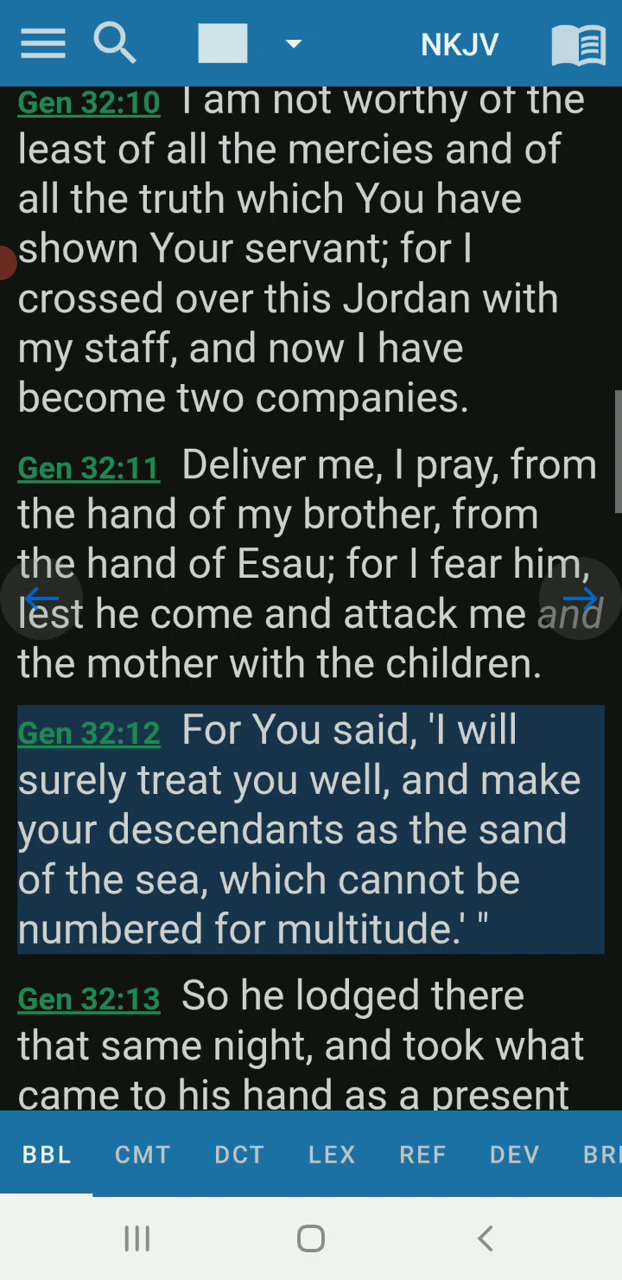 NKJV
Gen 32:10 I am not worthy of the
least of all the mercies and of
all the truth which You have
shown Your servant; for I
crossed over this Jordan with
my staff, and now I have
become two companies.
Gen 32:11 Deliver me, I pray, from
the hand of my brother, from
the hand of Esau; for I fear him,
lest he come and attack me and
the mother with the children.
Gen 32:12 For You said, 'I will
surely treat you well, and make
your descendants as the sand
of the sea, which cannot be
numbered for multitude.' "
Gen 32:13 So he lodged there
that same night, and took what
came to his hand as a present
BBL CMT DCT LEX REF DEV BRI